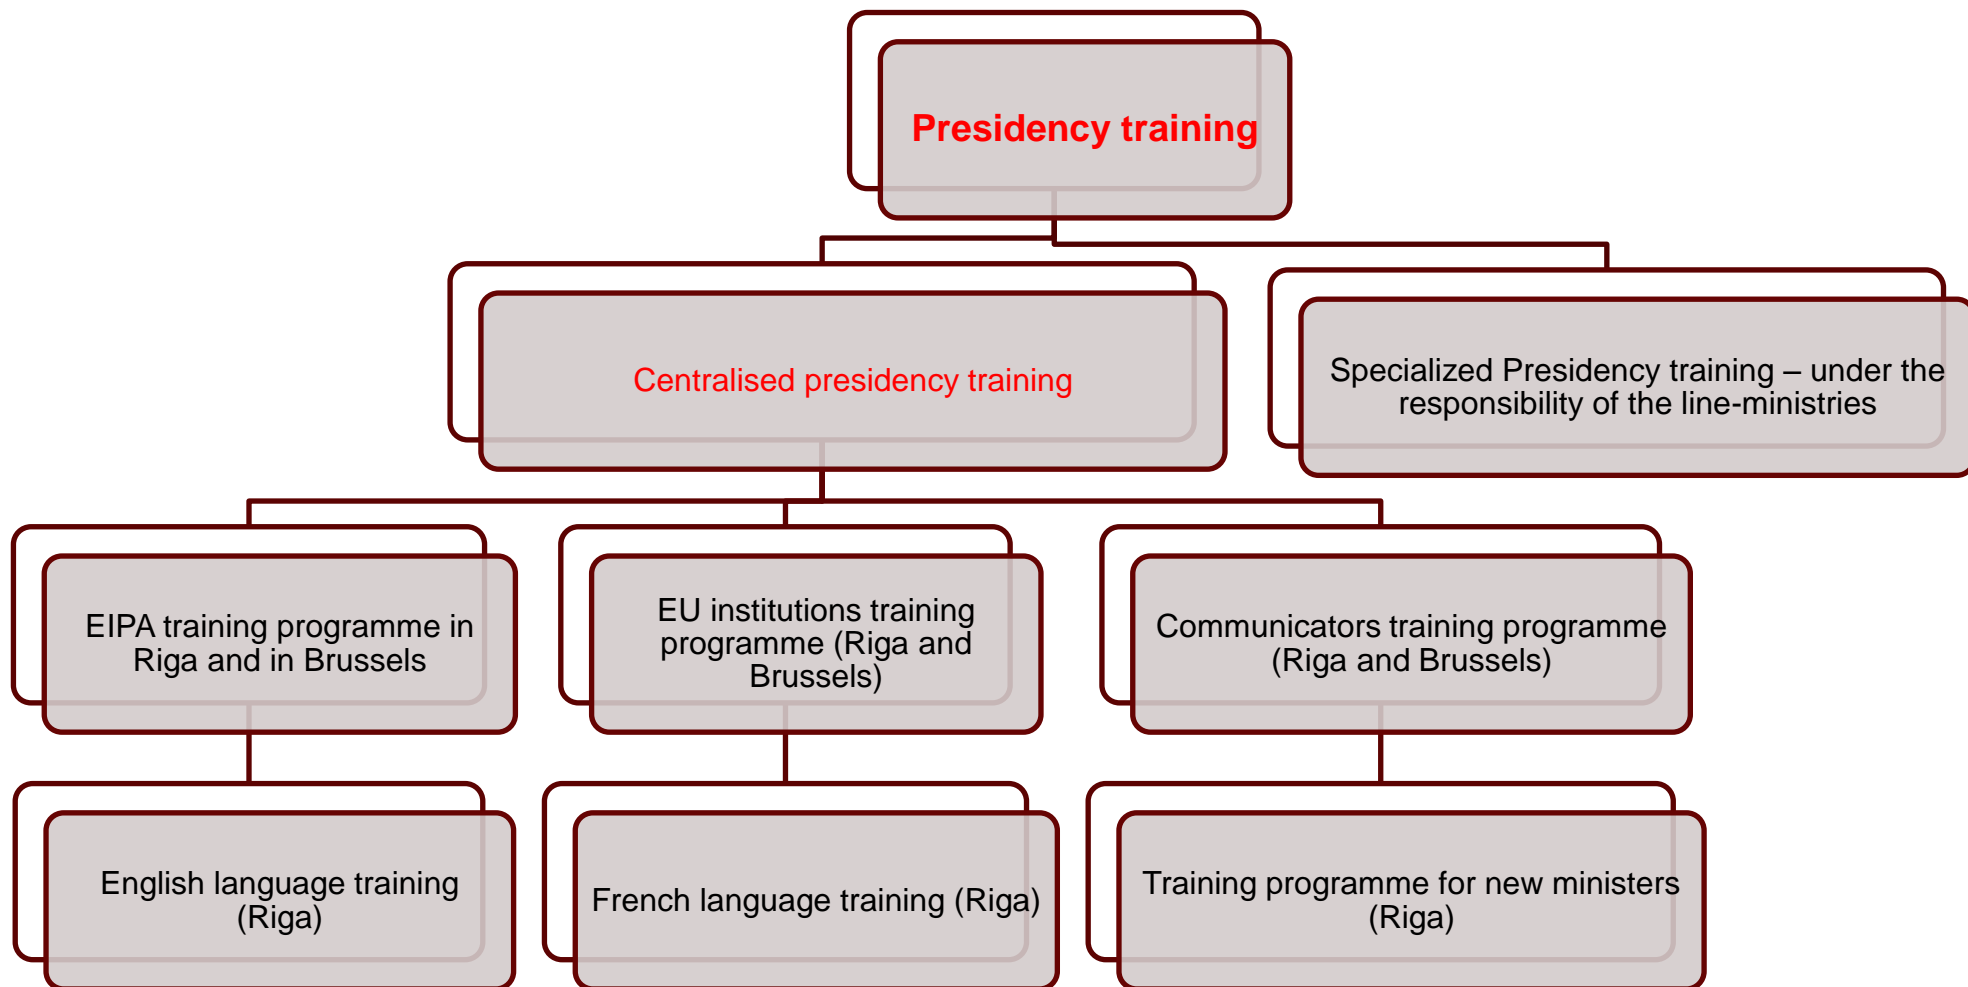 Presidency training
Centralised presidency training
Specialized Presidency training – under the
responsibility of the line-ministries
EIPA training programme in
Riga and in Brussels
EU institutions training
programme (Riga and
Brussels)
Communicators training programme
(Riga and Brussels)
English language training
(Riga)
French language training (Riga)
Training programme for new ministers
(Riga)